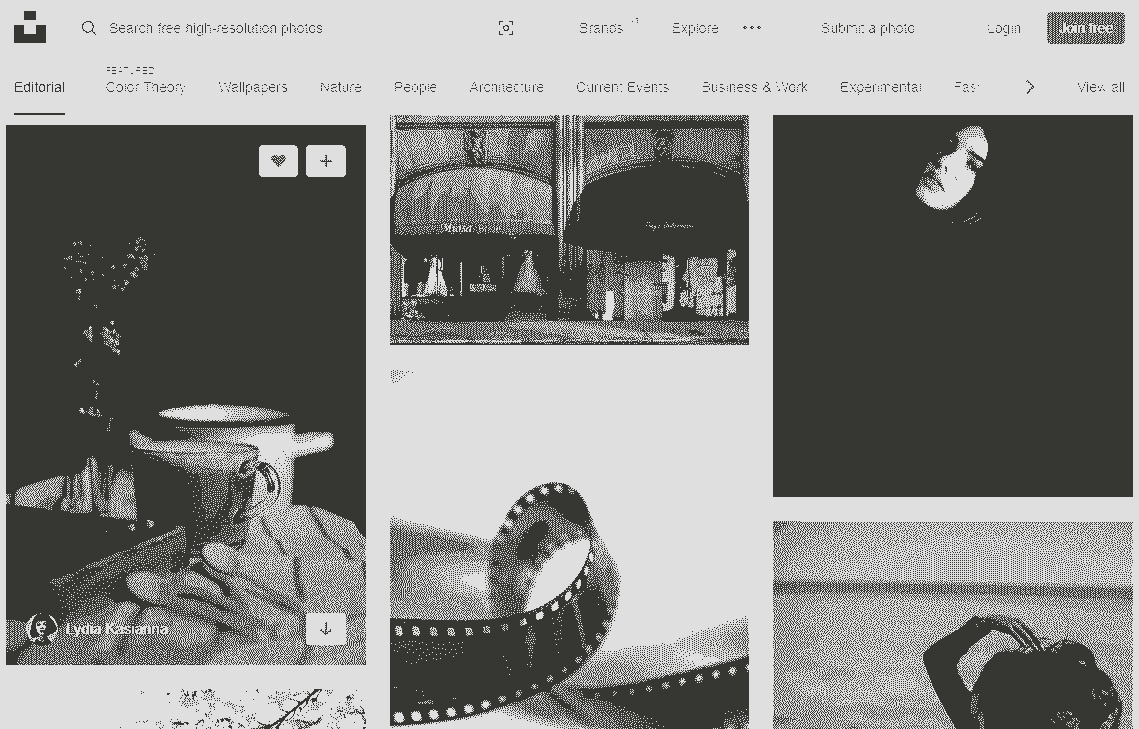 Search free high-resolution photos
Brands
Explore
Submit a photo
Login
Join free
Editorial
FEATURED
Color Theory
Wallpapers
Nature
People
Architecture
Current Events
Business & Work
Experimental
View all
Lydia Kasianna